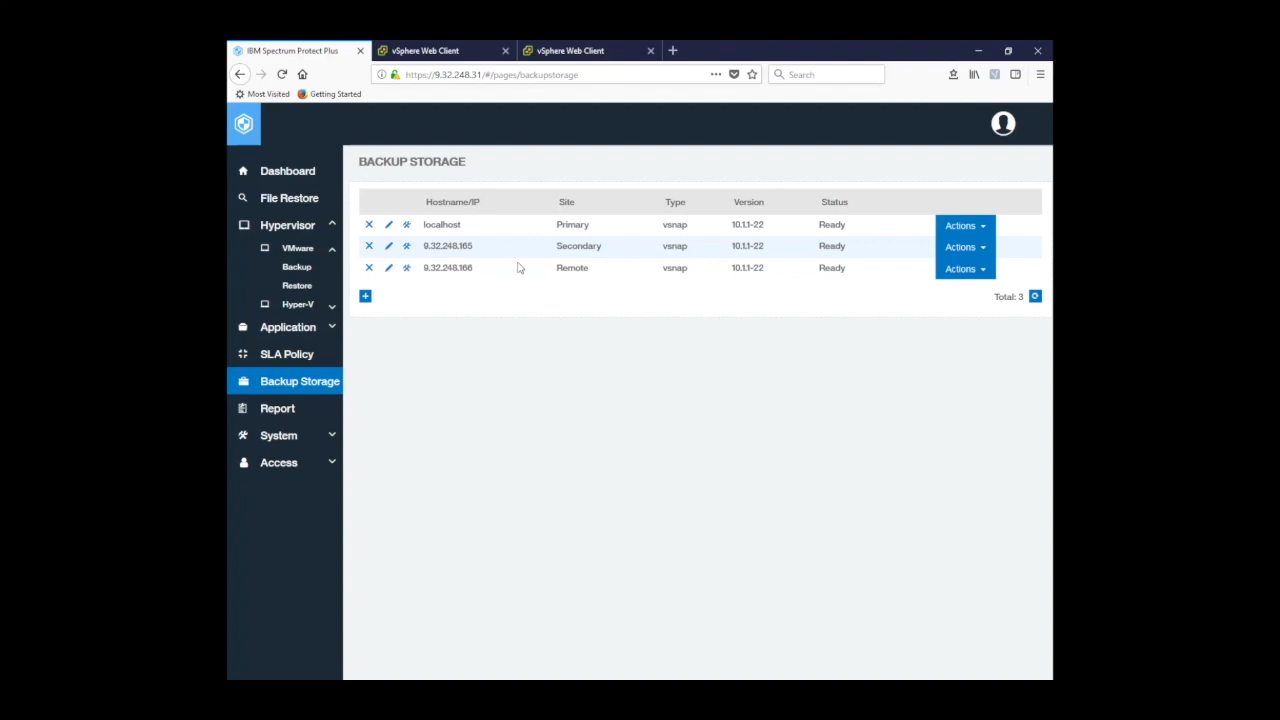 IBM Spectrum Protect Plus
vSphere Web Client
vSphere Web Client
https://9.32.248.31/#/pages/backupstorage
Search
Most Visited
Getting Started
Dashboard
File Restore
Hypervisor
VMware
Backup
Restore
Hyper-V
Application
SLA Policy
Backup Storage
Report
System
Access
BACKUP STORAGE
Hostname/IP Site Type Version Status
localhost Primary vsnap 10.1.1-22 Ready Actions
9.32.248.165 Secondary vsnap 10.1.1-22 Ready Actions
9.32.248.166 Remote vsnap 10.1.1-22 Ready Actions
Total: 3